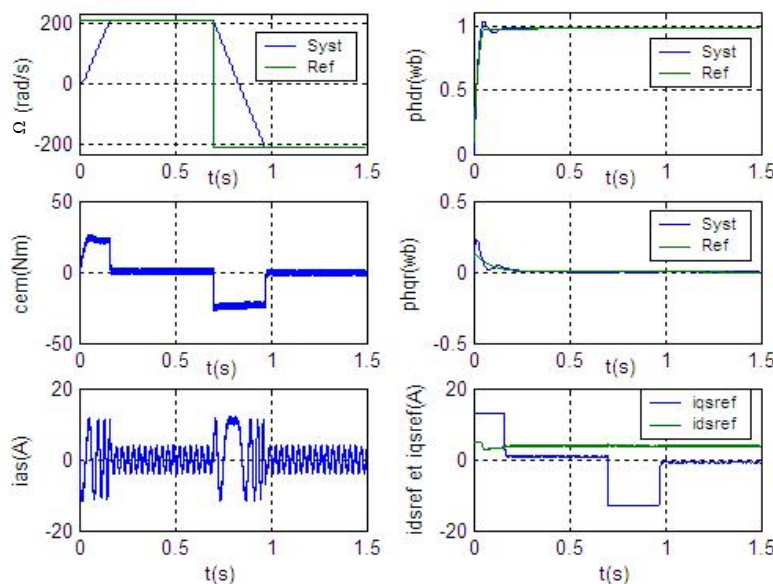 200
0
-200
Ω (rad/s)
Syst
Ref
0
0.5
1
1.5
t(s)
1
0.5
0
phdr(wb)
Syst
Ref
0
0.5
1
1.5
t(s)
50
0
-50
cem(Nm)
0
0.5
1
1.5
t(s)
0.5
0
-0.5
phqr(wb)
Syst
Ref
0
0.5
1
1.5
t(s)
20
0
-20
ias(A)
0
0.5
1
1.5
t(s)
20
0
-20
idsref et iqsref(A)
iqsref
idsref
0
0.5
1
1.5
t(s)